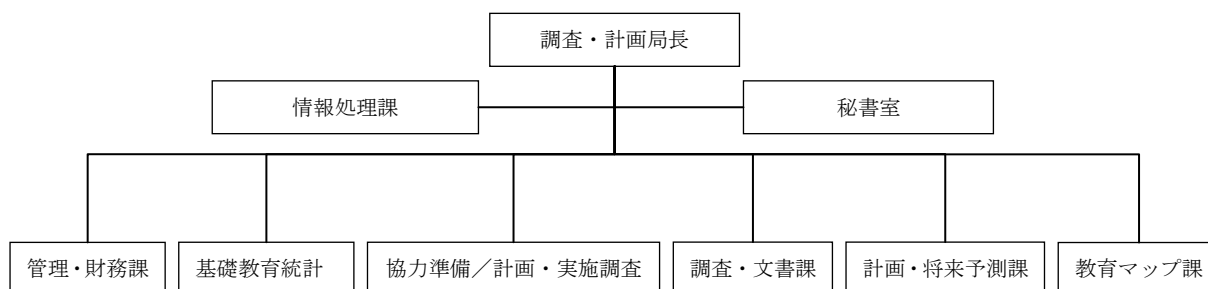 調査・計画局長
情報処理課
秘書室
管理・財務課
基礎教育統計
協力準備／計画・実施調査
調査・文書課
計画・将来予測課
教育マップ課